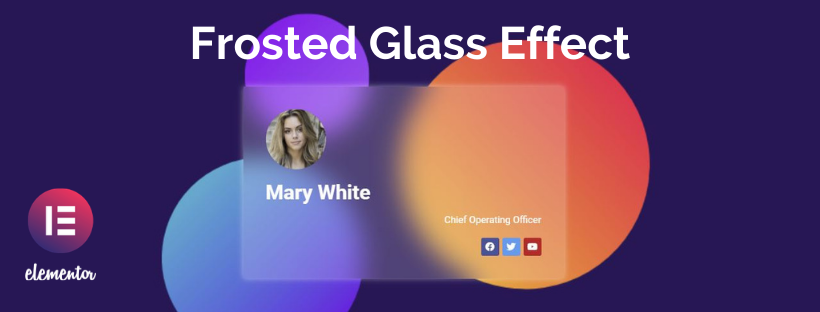 Frosted Glass Effect
Mary White
Chief Operating Officer
elementor